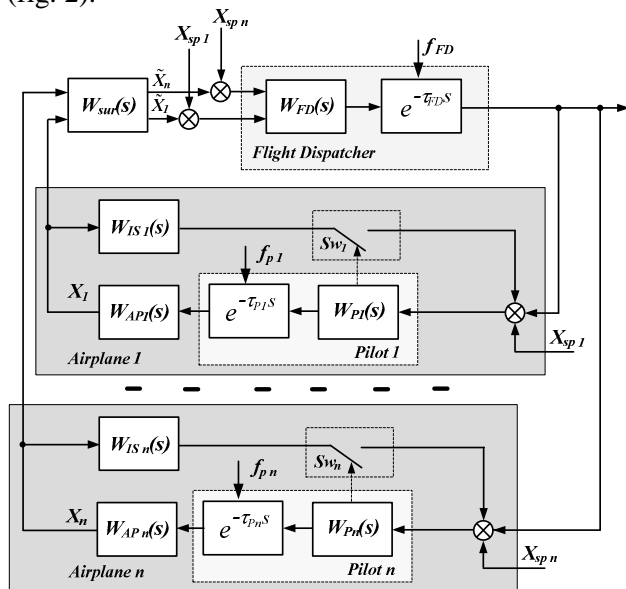 (fig. 2).
X_sp 1
X_sp n
f_FD
W_sur(s)
X̃_n
X̃_1
W_FD(s)
e^-τ_FD s
Flight Dispatcher
W_IS 1(s)
Sw_1
f_p 1
X_1
W_AP1(s)
e^-τ_P1 s
W_P1(s)
X_sp 1
Airplane 1
Pilot 1
W_IS n(s)
Sw_n
f_p n
X_n
W_AP n(s)
e^-τ_Pn s
W_Pn(s)
X_sp n
Airplane n
Pilot n